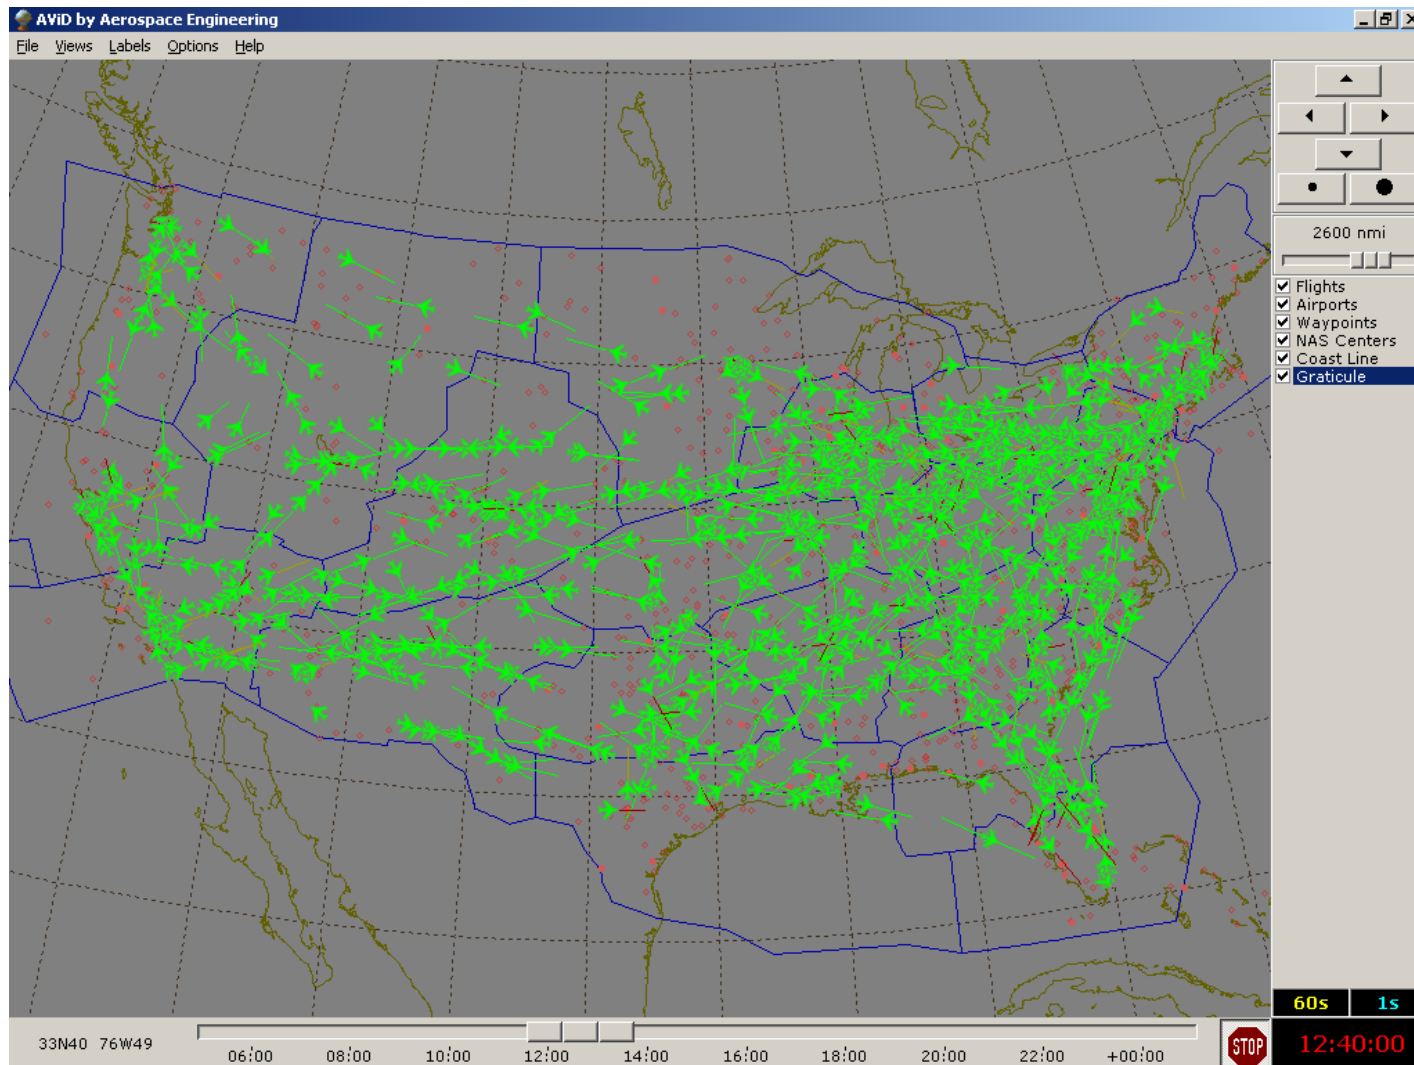 AViD by Aerospace Engineering
File Views Labels Options Help
2600 nmi
Flights
Airports
Waypoints
NAS Centers
Coast Line
Graticule
60s 1s
33N40 76W49
06:00 08:00 10:00 12:00 14:00 16:00 18:00 20:00 22:00 +00:00
STOP
12:40:00